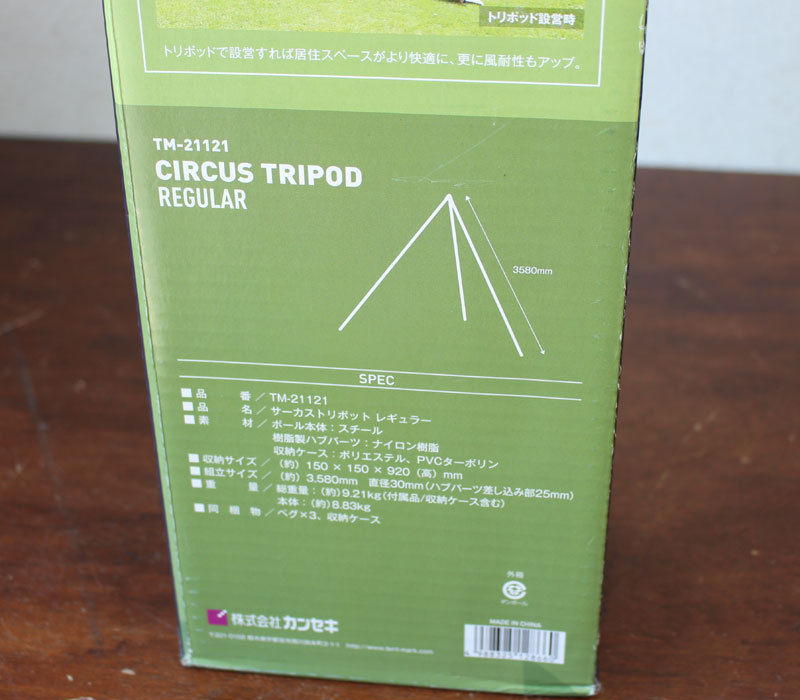 トリポッド設営時
トリポッドで設営すれば居住スペースがより快適に、更に風耐性もアップ。
TM-21121
CIRCUS TRIPOD
REGULAR
3580mm
SPEC
■品 番／TM-21121
■品 名／サーカストリポット レギュラー
■素 材／ポール本体：スチール
樹脂製ハブパーツ：ナイロン樹脂
収納ケース：ポリエステル、PVCターポリン
■収納サイズ／（約）150 × 150 × 920（高）mm
■組立サイズ／（約）3,580mm 直径30mm（ハブパーツ差し込み部25mm）
■重 量／総重量：（約）9.21kg（付属品/収納ケース含む）
本体：（約）8.83kg
■同 梱 物／ペグ×3、収納ケース
外箱
ダンボール
株式会社カンセキ
MADE IN CHINA
http://www.tent-mark.com